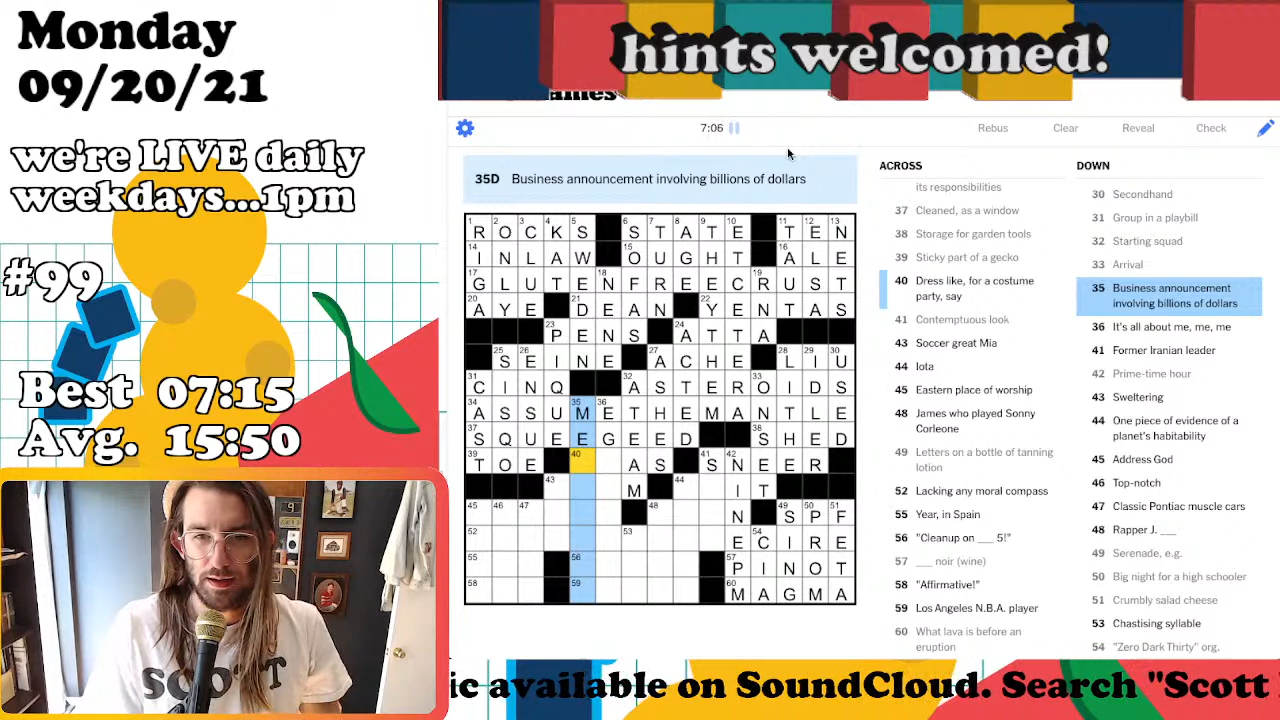 Monday
09/20/21
we're LIVE daily
weekdays...1pm
#99
Best 07:15
Avg. 15:50
hints welcomed!
7:06
Rebus Clear Reveal Check
35D Business announcement involving billions of dollars
ROCKS STATE TEN
INLAW OUGHT ALE
GLUTENFREECRUST
AYE DEAN YENTAS
PENS ATTA
SEINE ACHE LIU
CINQ ASTEROIDS
ASSUMETHEMANTLE
SQUEEGEED SHED
TOE AS SNEER
M IT
N SPF
ECIRE
PINOT
MAGMA
ACROSS
its responsibilities
37 Cleaned, as a window
38 Storage for garden tools
39 Sticky part of a gecko
40 Dress like, for a costume
party, say
41 Contemptuous look
43 Soccer great Mia
44 Iota
45 Eastern place of worship
48 James who played Sonny
Corleone
49 Letters on a bottle of tanning
lotion
52 Lacking any moral compass
55 Year, in Spain
56 "Cleanup on ___ 5!"
57 ___ noir (wine)
58 "Affirmative!"
59 Los Angeles N.B.A. player
60 What lava is before an
eruption
DOWN
30 Secondhand
31 Group in a playbill
32 Starting squad
33 Arrival
35 Business announcement
involving billions of dollars
36 It's all about me, me, me
41 Former Iranian leader
42 Prime-time hour
43 Sweltering
44 One piece of evidence of a
planet's habitability
45 Address God
46 Top-notch
47 Classic Pontiac muscle cars
48 Rapper J. ___
49 Serenade, e.g.
50 Big night for a high schooler
51 Crumbly salad cheese
53 Chastising syllable
54 "Zero Dark Thirty" org.
SCOTT
ic available on SoundCloud. Search "Scott